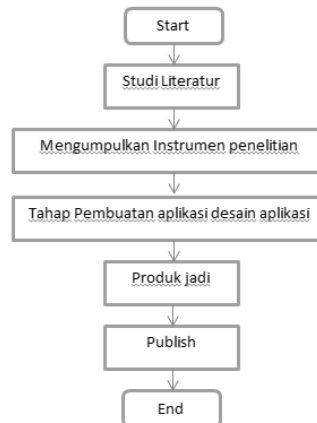 Start
Studi Literatur
Mengumpulkan Instrumen penelitian
Tahap Pembuatan aplikasi desain aplikasi
Produk jadi
Publish
End